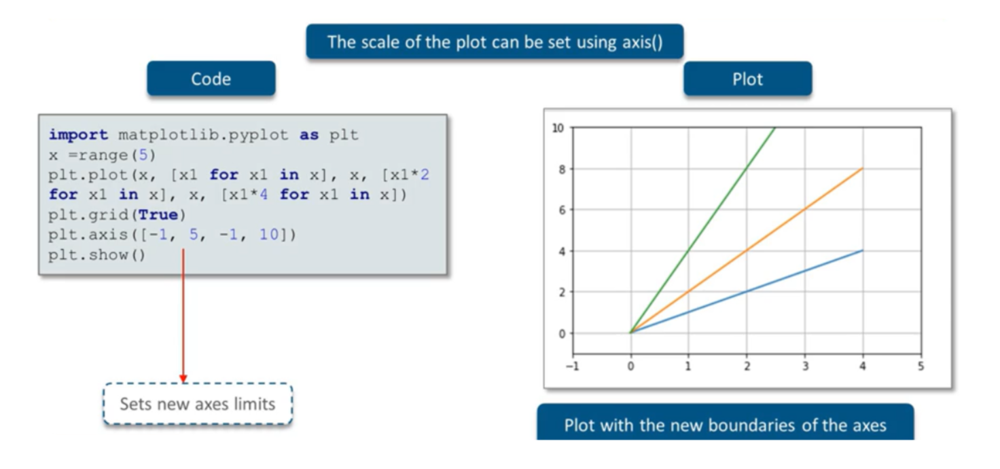 The scale of the plot can be set using axis()
Code
Plot
import matplotlib.pyplot as plt
x =range(5)
plt.plot(x, [x1 for x1 in x], x, [x1*2
for x1 in x], x, [x1*4 for x1 in x])
plt.grid(True)
plt.axis([-1, 5, -1, 10])
plt.show()
Sets new axes limits
10
8
6
4
2
0
−1 0 1 2 3 4 5
Plot with the new boundaries of the axes